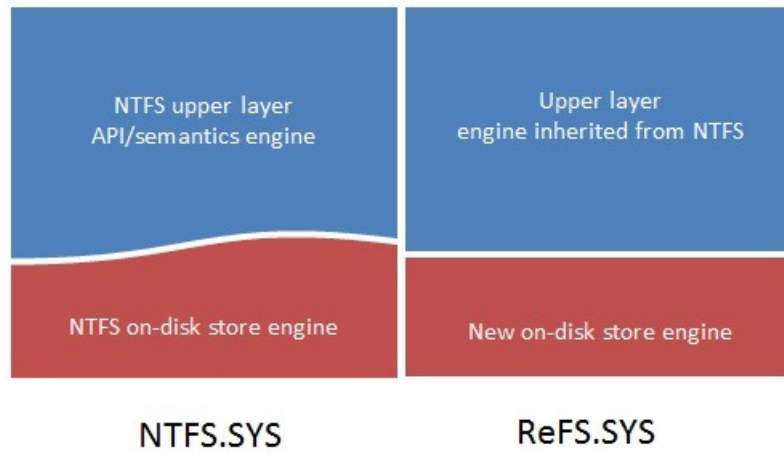 NTFS upper layer
API/semantics engine
NTFS on-disk store engine
NTFS.SYS
Upper layer
engine inherited from NTFS
New on-disk store engine
ReFS.SYS